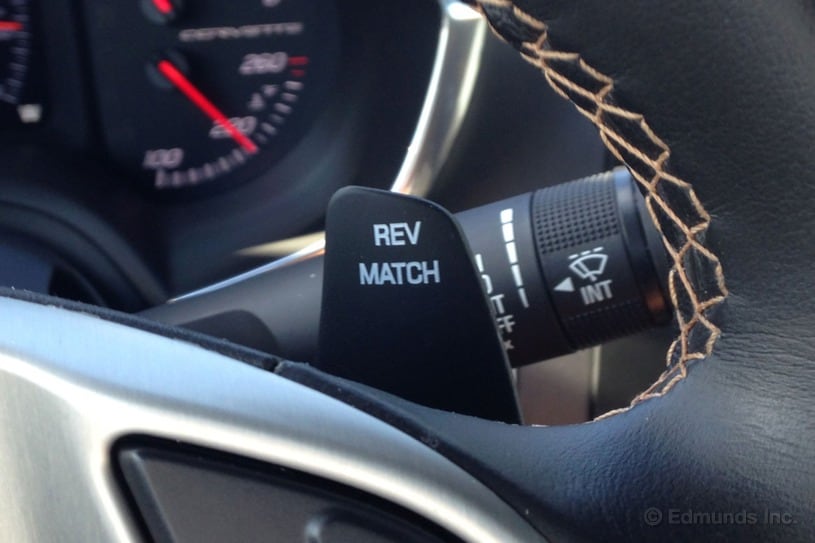 CORVETTE
260
220
100
REV
MATCH
INT
© Edmunds Inc.